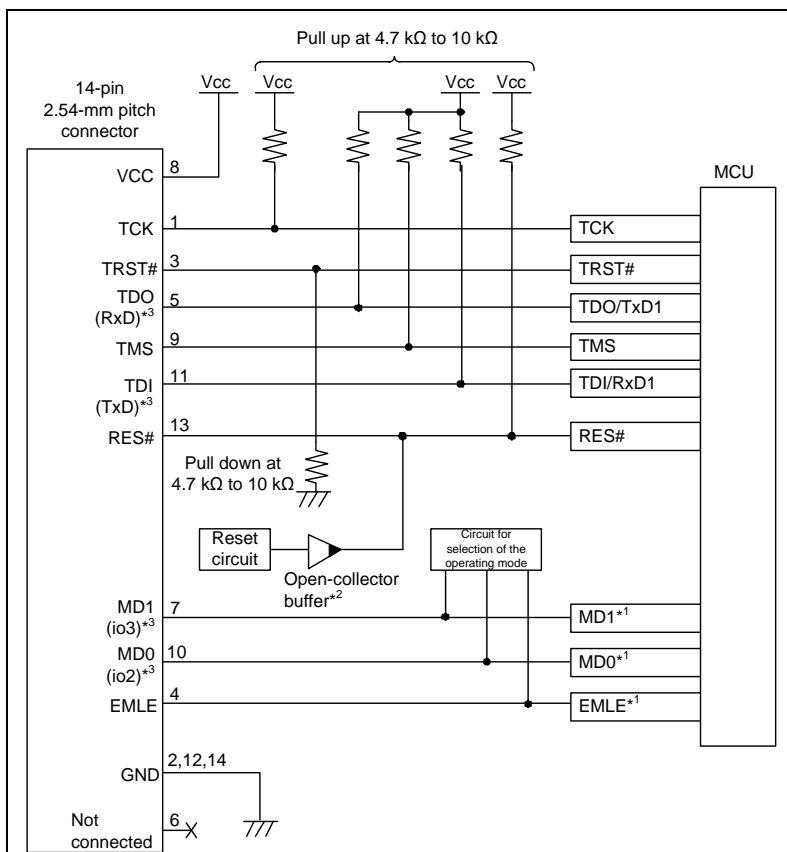 Pull up at 4.7 kΩ to 10 kΩ
Vcc
Vcc
Vcc
Vcc
14-pin
2.54-mm pitch
connector
MCU
VCC
8
TCK
1
TCK
TRST#
3
TRST#
TDO
(RxD)*3
5
TDO/TxD1
TMS
9
TMS
TDI
(TxD)*3
11
TDI/RxD1
RES#
13
RES#
Pull down at
4.7 kΩ to 10 kΩ
Reset
circuit
Open-collector
buffer*2
Circuit for
selection of the
operating mode
MD1
(io3)*3
7
MD1*1
MD0
(io2)*3
10
MD0*1
EMLE
4
EMLE*1
GND
2,12,14
Not
connected
6